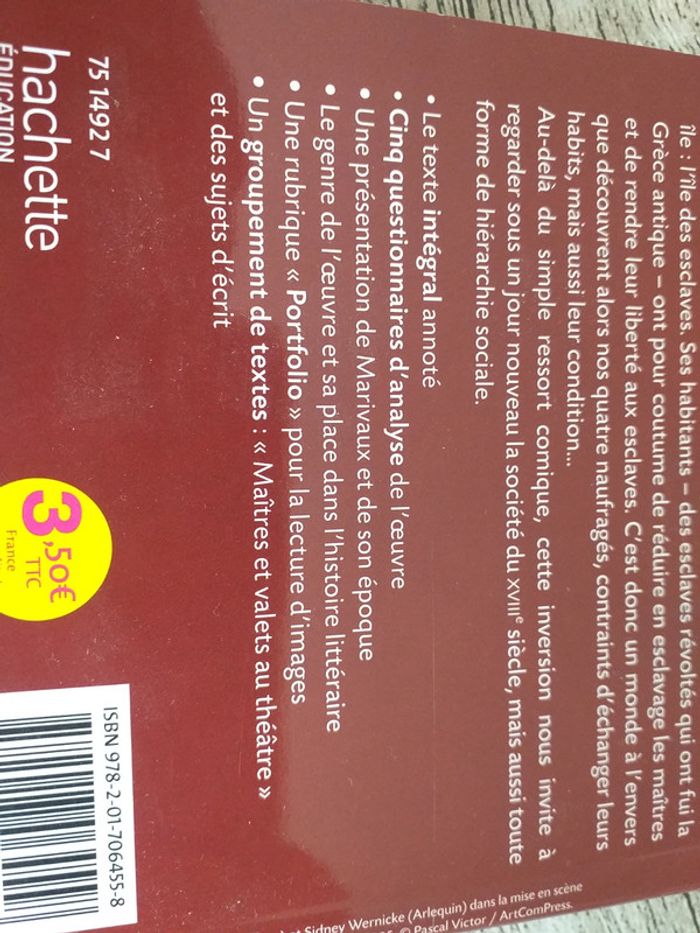 île : l'île des esclaves. Ses habitants – des esclaves révoltés qui ont fui la
Grèce antique – ont pour coutume de réduire en esclavage les maîtres
et de rendre leur liberté aux esclaves. C'est donc un monde à l'envers
que découvrent alors nos quatre naufragés, contraints d'échanger leurs
habits, mais aussi leur condition...
Au-delà du simple ressort comique, cette inversion nous invite à
regarder sous un jour nouveau la société du XVIIIe siècle, mais aussi toute
forme de hiérarchie sociale.
• Le texte intégral annoté
• Cinq questionnaires d'analyse de l'œuvre
• Une présentation de Marivaux et de son époque
• Le genre de l'œuvre et sa place dans l'histoire littéraire
• Une rubrique « Portfolio » pour la lecture d'images
• Un groupement de textes : « Maîtres et valets au théâtre »
et des sujets d'écrit
75 1492 7
hachette
ÉDUCATION
3,50€
TTC
France
ISBN 978-2-01-706455-8
Sidney Wernicke (Arlequin) dans la mise en scène
© Pascal Victor / ArtComPress.